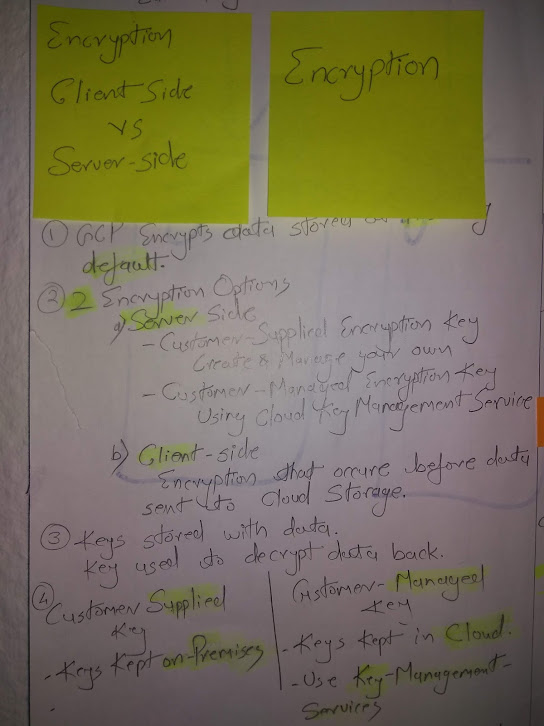 Encryption
Client Side
vs
Server-side
Encryption
① GCP Encrypts data stored
default.
② 2 Encryption Options
a) Server Side
- Customer-Supplied Encryption Key
Create & Manage your own
- Customer-Managed Encryption Key
Using Cloud Key Management Service
b) Client-side
Encryption that occure before data
sent to Cloud Storage.
③ Keys stored with data.
Key used to decrypt data back.
④ Customer Supplied
Key
- Keys Kept on-Premises
Customer-Managed
Key
- Keys Kept in Cloud.
- Use Key-Management-
Services